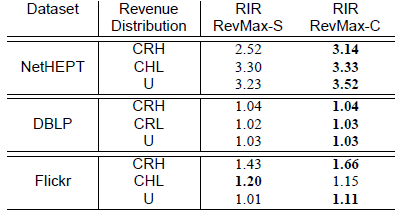 Dataset Revenue Distribution RIR RevMax-S RIR RevMax-C
NetHEPT CRH 2.52 3.14
CHL 3.30 3.33
U 3.23 3.52
DBLP CRH 1.04 1.04
CRL 1.02 1.03
U 1.03 1.03
Flickr CRH 1.43 1.66
CHL 1.20 1.15
U 1.01 1.11